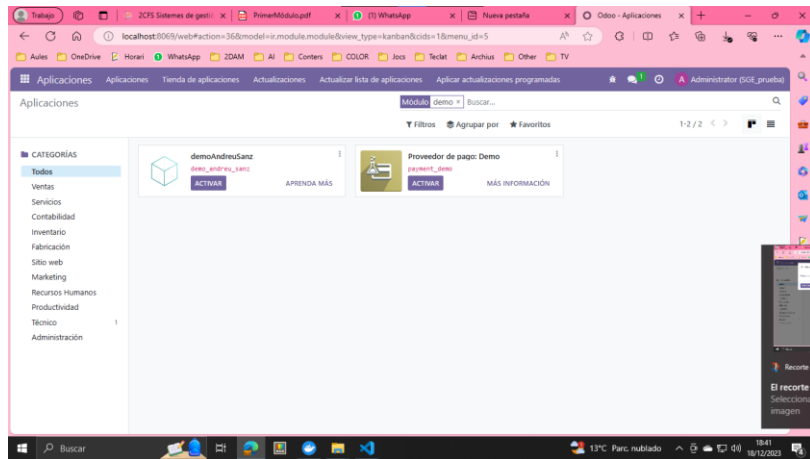 Trabajo
2CFS Sistemes de gesti
PrimerMódulo.pdf
(1) WhatsApp
Nueva pestaña
Odoo - Aplicaciones
localhost:8069/web#action=36&model=ir.module.module&view_type=kanban&cids=1&menu_id=5
Aules
OneDrive
Horari
WhatsApp
2DAM
AI
Conters
COLOR
Jocs
Teclat
Archius
Other
TV
Aplicaciones
Aplicaciones
Tienda de aplicaciones
Actualizaciones
Actualizar lista de aplicaciones
Aplicar actualizaciones programadas
1
A
Administrator (SGE_prueba)
Aplicaciones
Módulo demo ×
Buscar...
Filtros
Agrupar por
Favoritos
1-2 / 2
CATEGORÍAS
Todos
Ventas
Servicios
Contabilidad
Inventario
Fabricación
Sitio web
Marketing
Recursos Humanos
Productividad
Técnico 1
Administración
demoAndreuSanz
demo_andreu_sanz
ACTIVAR
APRENDA MÁS
Proveedor de pago: Demo
payment_demo
ACTIVAR
MÁS INFORMACIÓN
Recorte
El recorte
Selecciona
imagen
Buscar
13°C Parc. nublado
18:41
18/12/2023